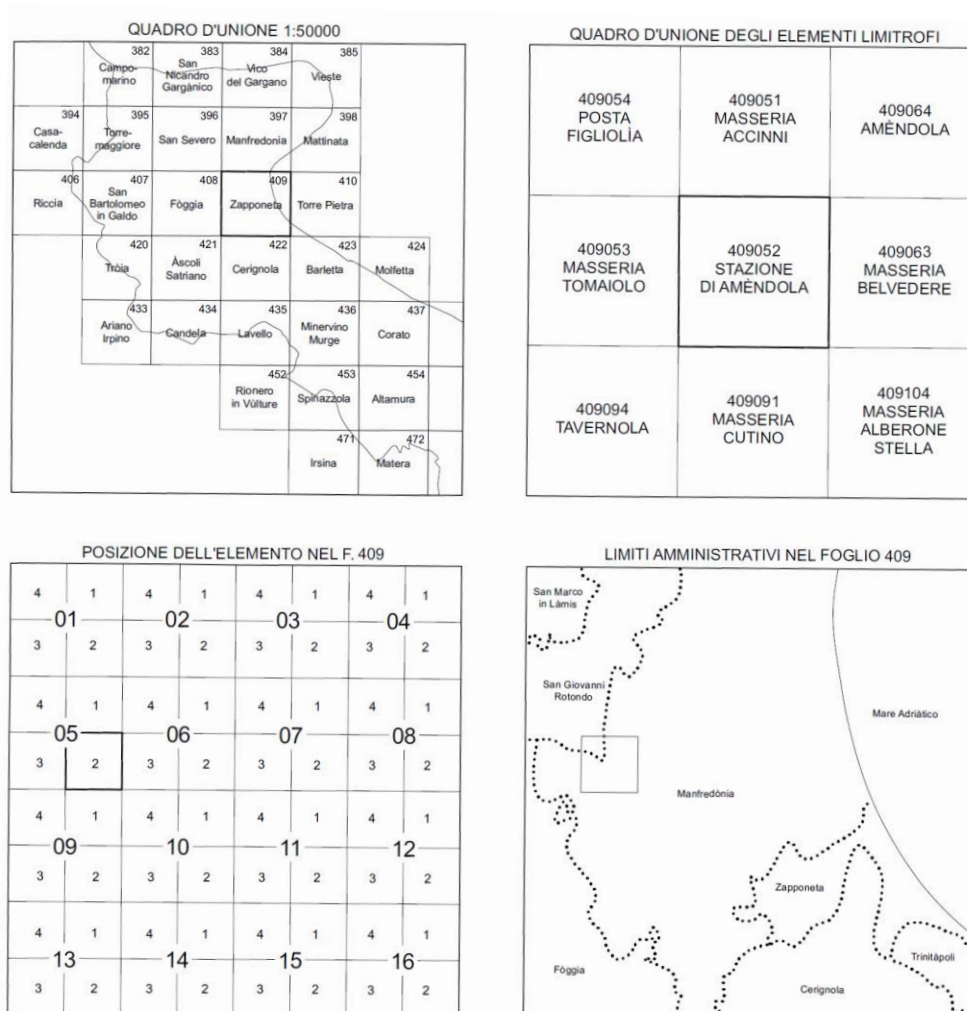 QUADRO D'UNIONE 1:50000
382 383 384 385
Campo-
marino
San
Nicandro
Gargànico
Vico
del Gargano
Vieste
394 395 396 397 398
Casa-
calenda
Torre-
maggiore
San Severo
Manfredonia
Mattinata
406 407 408 409 410
Riccia
San
Bartolomeo
in Galdo
Fòggia
Zapponeta
Torre Pietra
420 421 422 423 424
Tròia
Àscoli
Satriano
Cerignola
Barletta
Molfetta
433 434 435 436 437
Ariano
Irpino
Candela
Lavello
Minervino
Murge
Corato
452 453 454
Rionero
in Vùlture
Spinazzola
Altamura
471 472
Irsina
Matera
QUADRO D'UNIONE DEGLI ELEMENTI LIMITROFI
409054
POSTA
FIGLIOLÌA
409051
MASSERIA
ACCINNI
409064
AMÈNDOLA
409053
MASSERIA
TOMAIOLO
409052
STAZIONE
DI AMÈNDOLA
409063
MASSERIA
BELVEDERE
409094
TAVERNOLA
409091
MASSERIA
CUTINO
409104
MASSERIA
ALBERONE
STELLA
POSIZIONE DELL'ELEMENTO NEL F. 409
4 1 4 1 4 1 4 1
01 02 03 04
3 2 3 2 3 2 3 2
4 1 4 1 4 1 4 1
05 06 07 08
3 2 3 2 3 2 3 2
4 1 4 1 4 1 4 1
09 10 11 12
3 2 3 2 3 2 3 2
4 1 4 1 4 1 4 1
13 14 15 16
3 2 3 2 3 2 3 2
LIMITI AMMINISTRATIVI NEL FOGLIO 409
San Marco
in Làmis
San Giovanni
Rotondo
Mare Adriàtico
Manfredònia
Zapponeta
Trinitàpoli
Fòggia
Cerignola